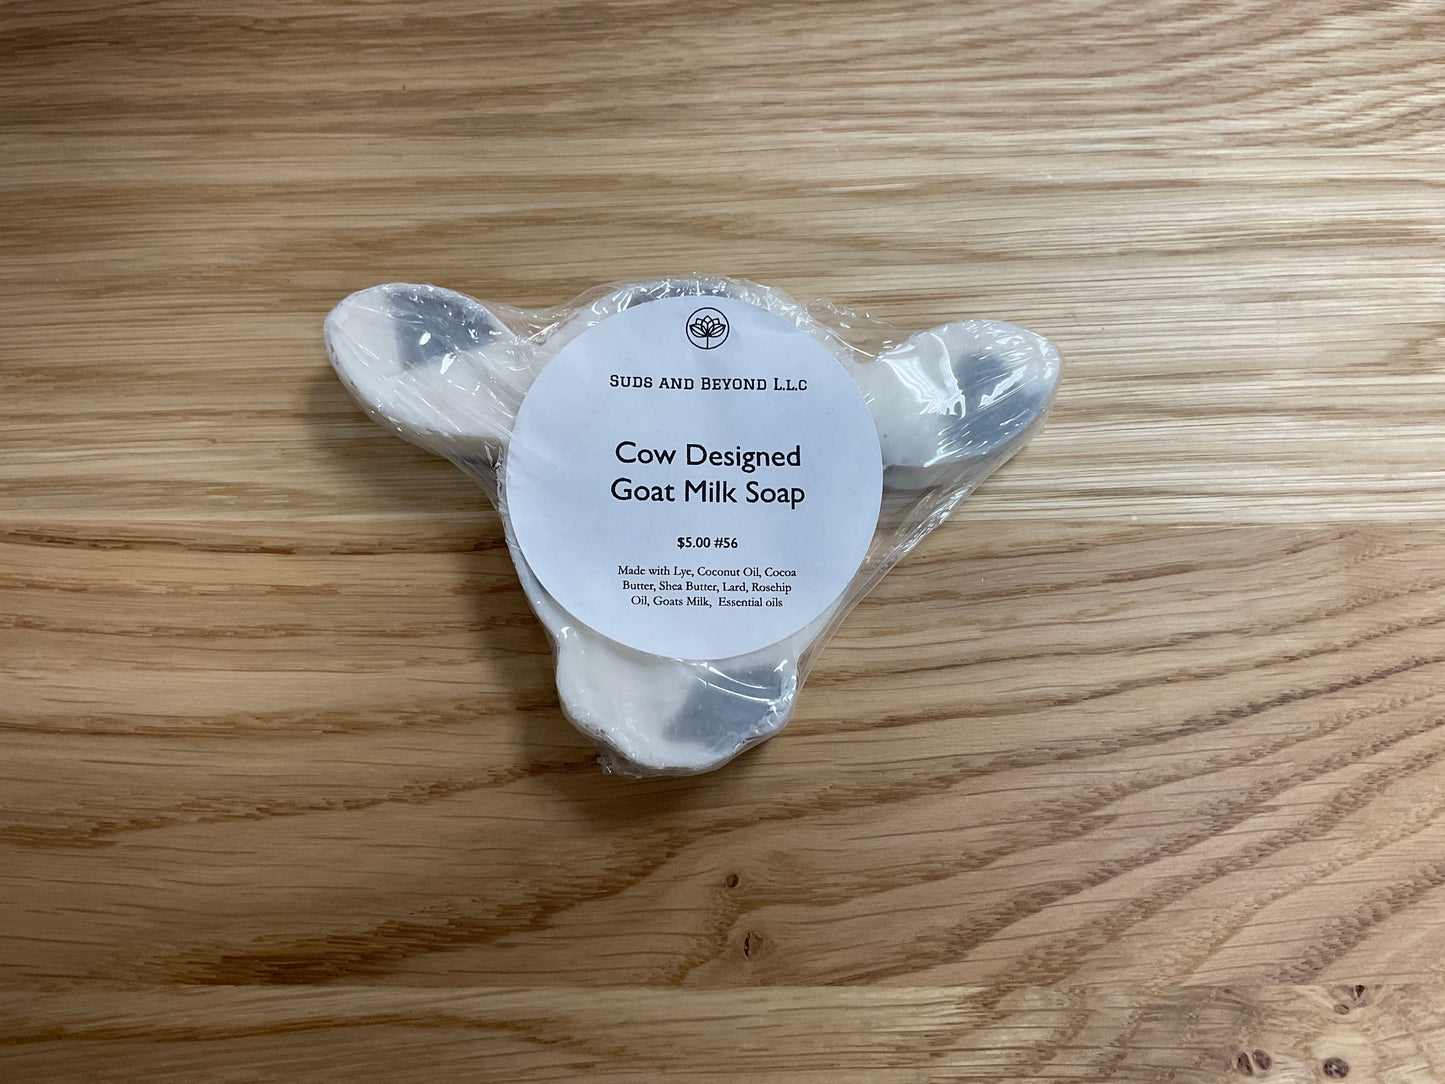 Suds and Beyond L.L.C
Cow Designed
Goat Milk Soap
$5.00 #56
Made with Lye, Coconut Oil, Cocoa
Butter, Shea Butter, Lard, Rosehip
Oil, Goats Milk, Essential oils